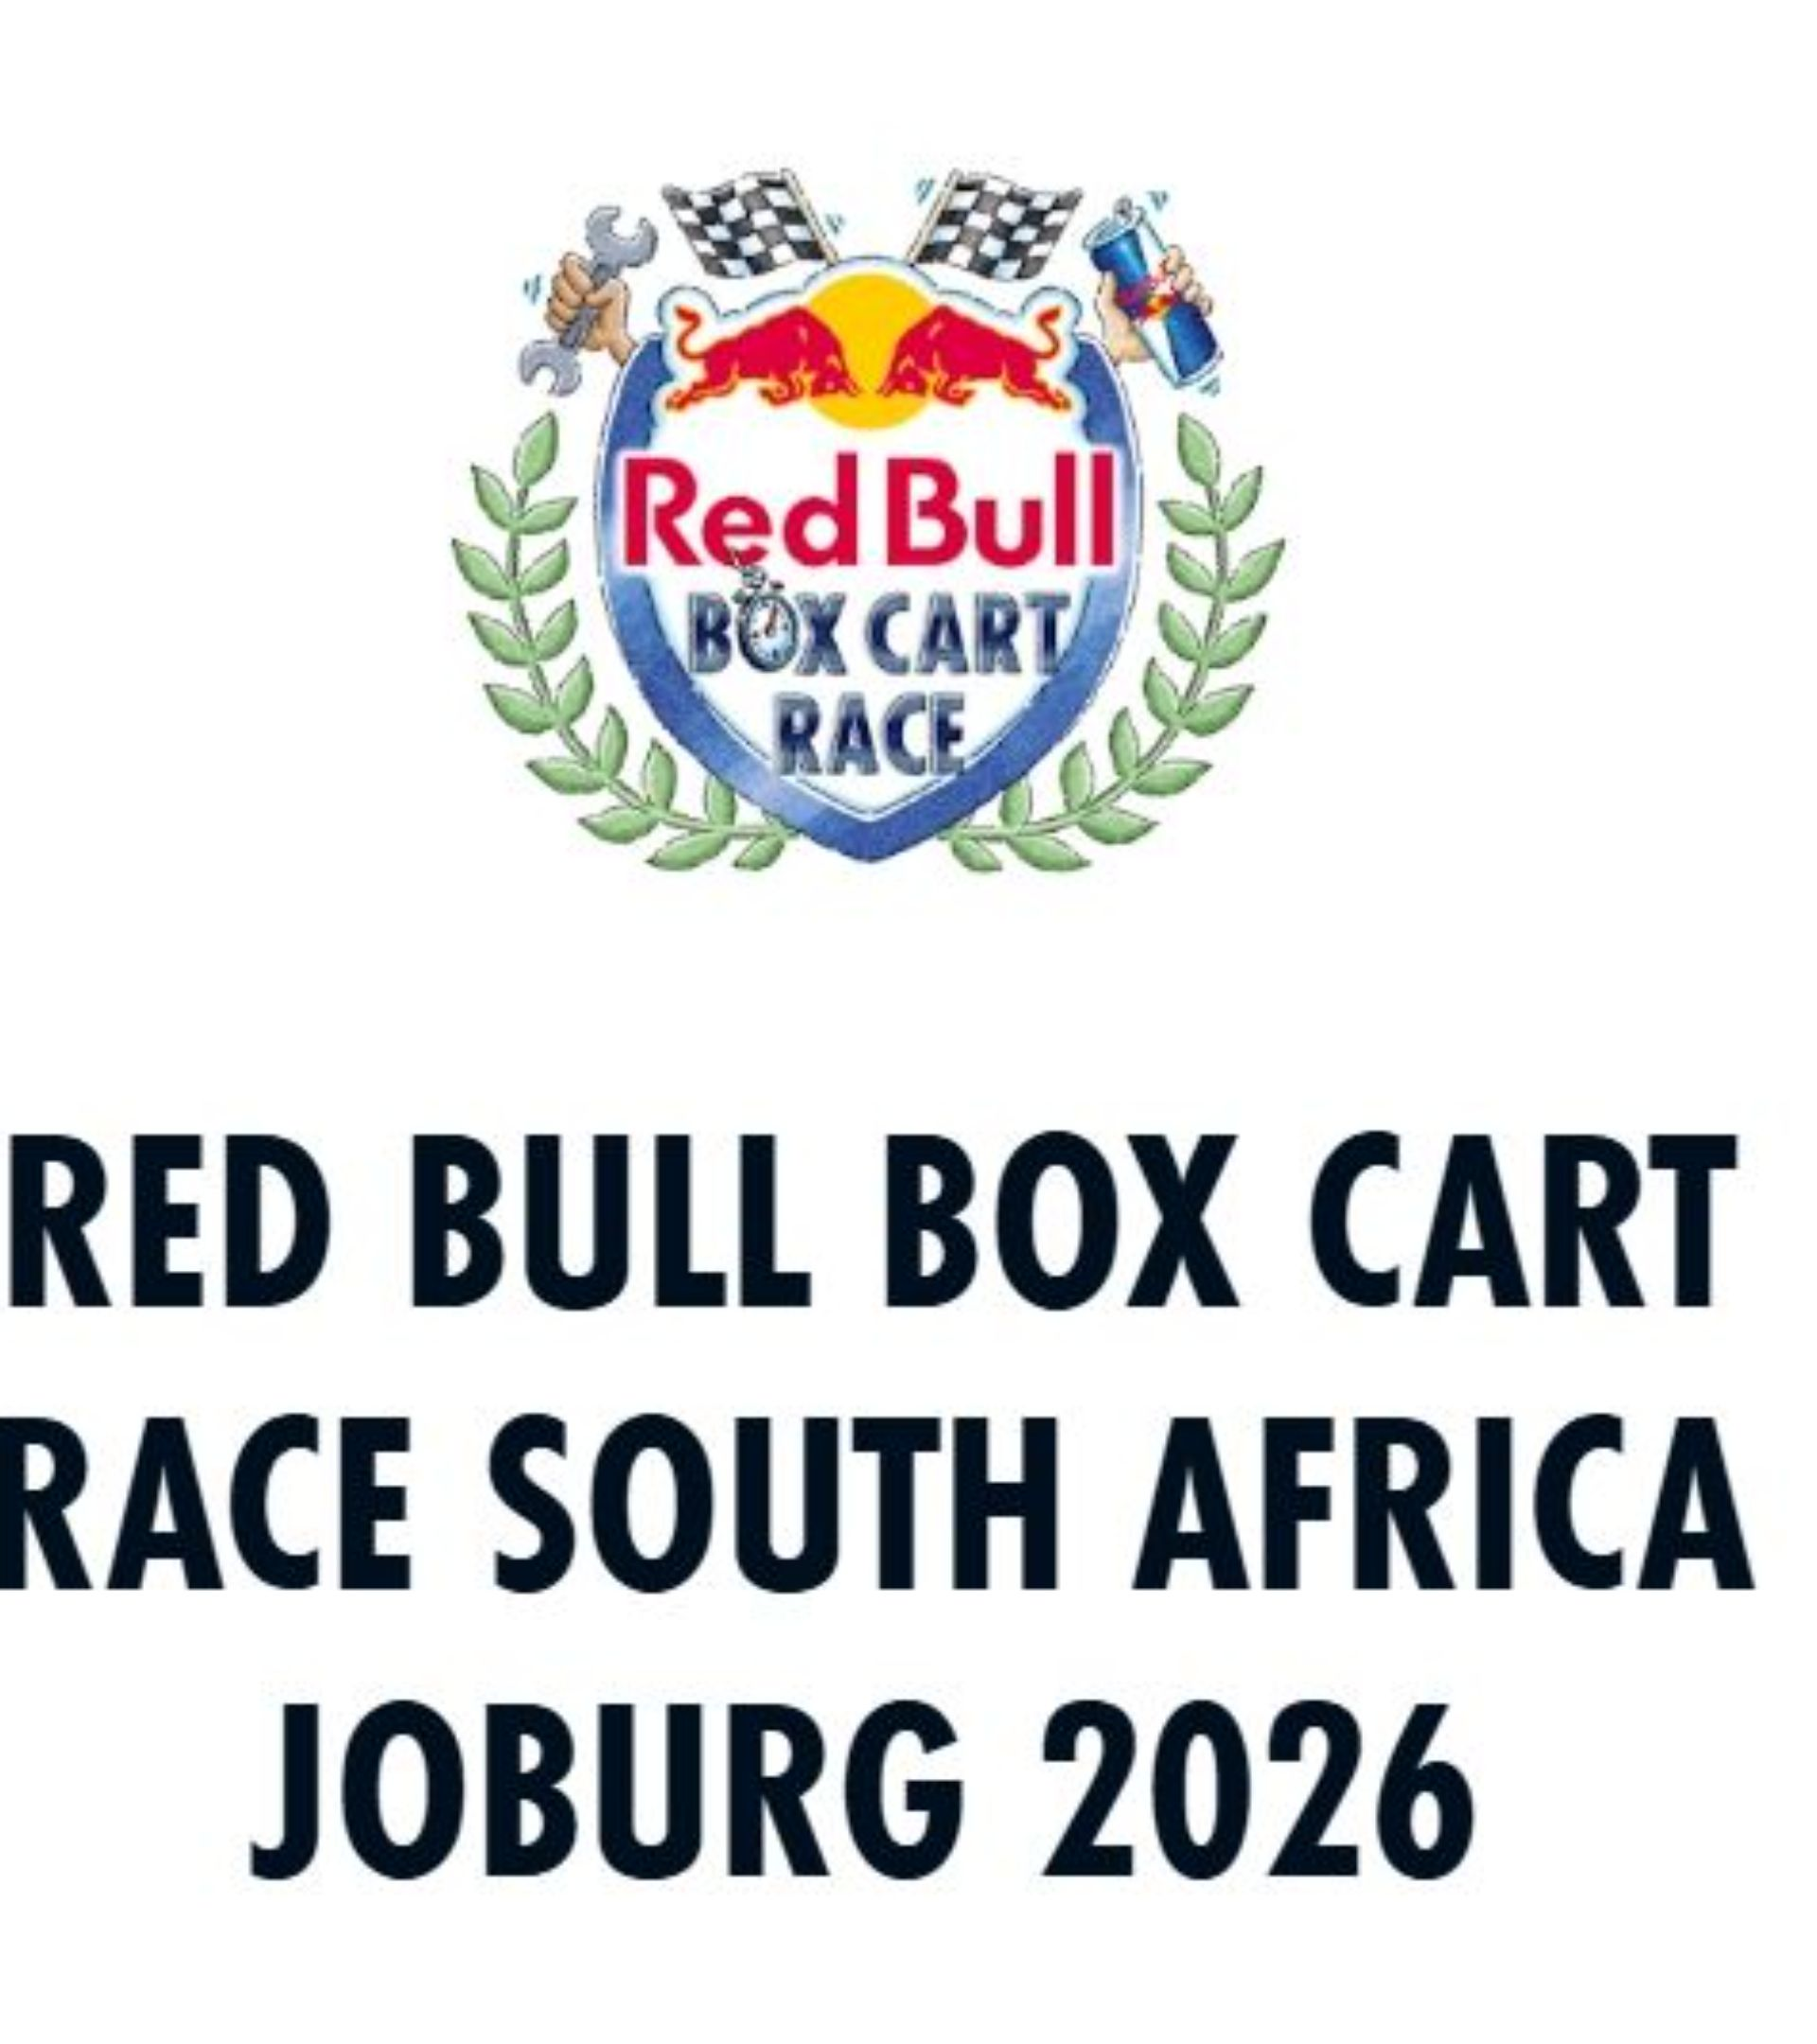 Red Bull
BOX CART
RACE
RED BULL BOX CART
RACE SOUTH AFRICA
JOBURG 2026